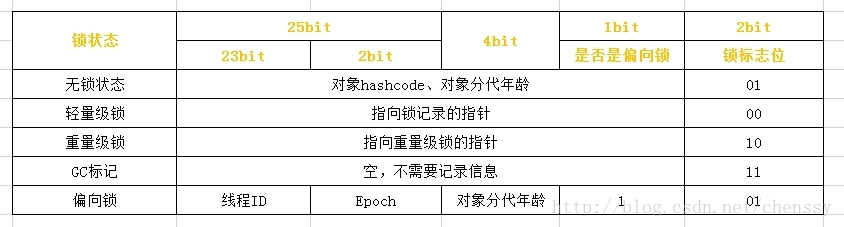 锁状态 25bit 4bit 1bit 2bit
23bit 2bit 是否是偏向锁 锁标志位
无锁状态 对象hashcode、对象分代年龄 01
轻量级锁 指向锁记录的指针 00
重量级锁 指向重量级锁的指针 10
GC标记 空，不需要记录信息 11
偏向锁 线程ID Epoch 对象分代年龄 1 01
http://blog.csdn.net/chenssy